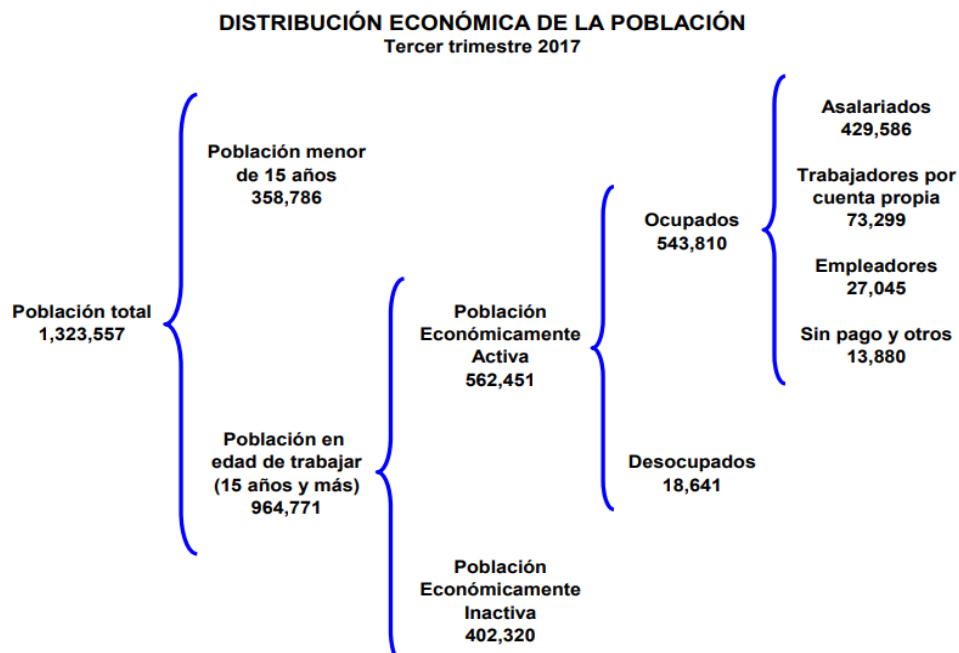 DISTRIBUCIÓN ECONÓMICA DE LA POBLACIÓN
Tercer trimestre 2017
Población total
1,323,557
Población menor
de 15 años
358,786
Población en
edad de trabajar
(15 años y más)
964,771
Población
Económicamente
Activa
562,451
Población
Económicamente
Inactiva
402,320
Ocupados
543,810
Desocupados
18,641
Asalariados
429,586
Trabajadores por
cuenta propia
73,299
Empleadores
27,045
Sin pago y otros
13,880